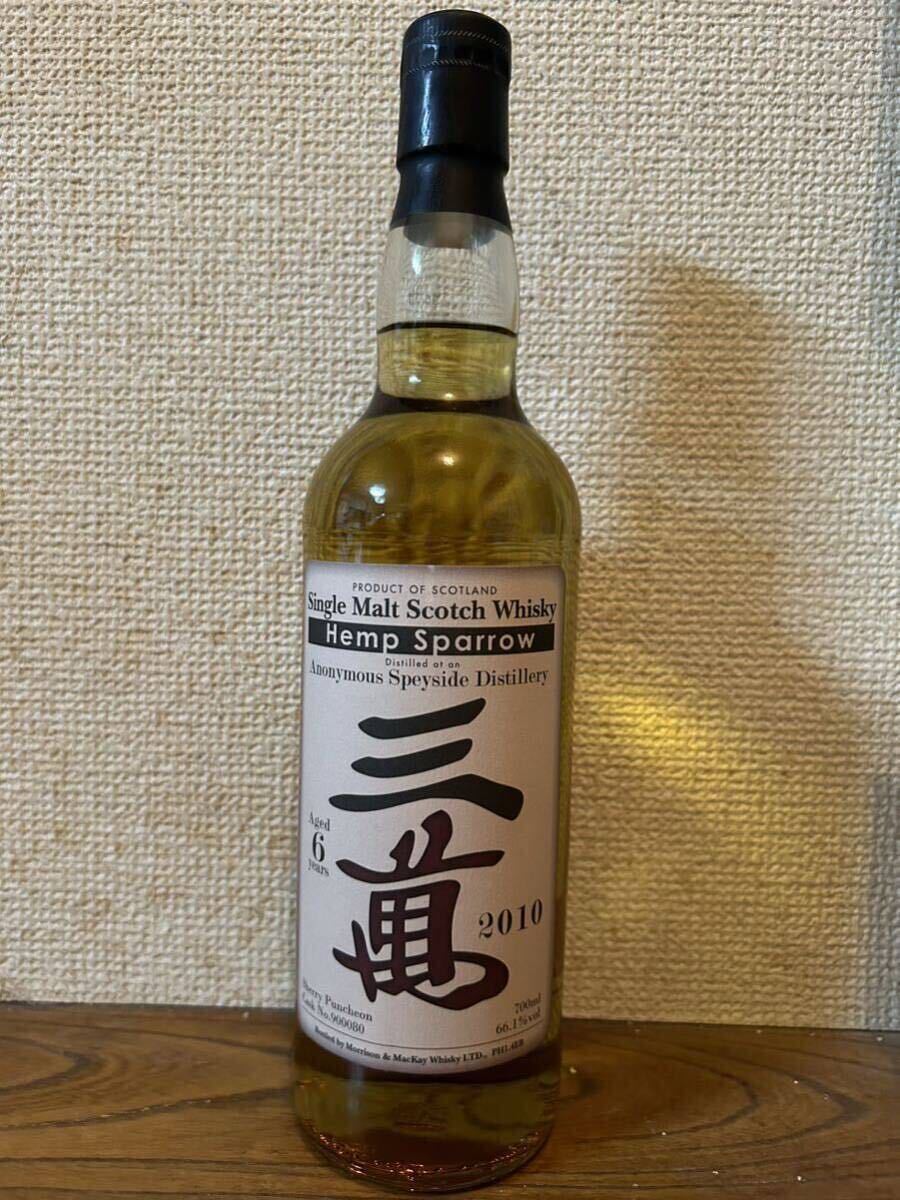 PRODUCT OF SCOTLAND
Single Malt Scotch Whisky
Hemp Sparrow
Distilled at an
Anonymous Speyside Distillery
三
萬
Aged
6
years
2010
Sherry Puncheon
Cask No.900080
700ml
66.1%vol
Bottled by Morrison & MacKay Whisky LTD., PH1.4EB